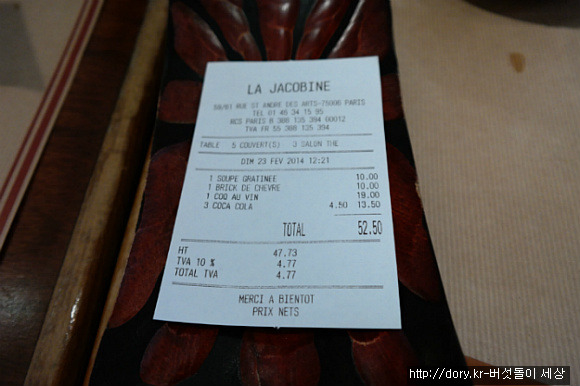 LA JACOBINE
59/61 RUE ST ANDRE DES ARTS-75006 PARIS
TEL 01 46 34 15 95
RCS PARIS B 388 135 394 00012
TVA FR 55 388 135 394
TABLE 5 COUVERT(S) 3 SALON THE
DIM 23 FEV 2014 12:21
1 SOUPE GRATINEE 10.00
1 BRICK DE CHEVRE 10.00
1 COQ AU VIN 19.00
3 COCA COLA 4.50 13.50
TOTAL 52.50
HT 47.73
TVA 10 % 4.77
TOTAL TVA 4.77
MERCI A BIENTOT
PRIX NETS
http://dory.kr-버섯돌이 세상